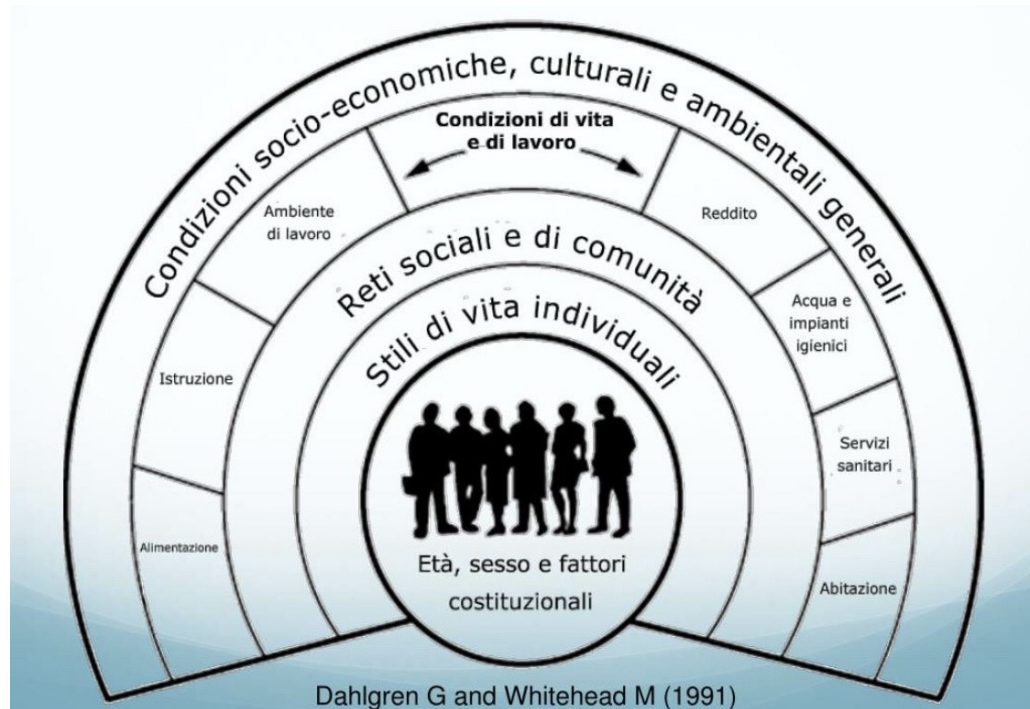 Condizioni socio-economiche, culturali e ambientali generali
Condizioni di vita
e di lavoro
Ambiente
di lavoro
Reddito
Reti sociali e di comunità
Acqua e
impianti
igienici
Stili di vita individuali
Istruzione
Servizi
sanitari
Alimentazione
Età, sesso e fattori
costituzionali
Abitazione
Dahlgren G and Whitehead M (1991)